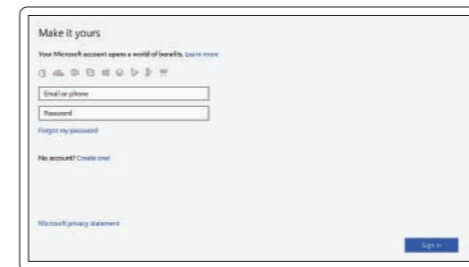 Make it yours
Your Microsoft account opens a world of benefits. Learn more
Email or phone
Password
Forgot my password
No account? Create one!
Microsoft privacy statement
Sign in